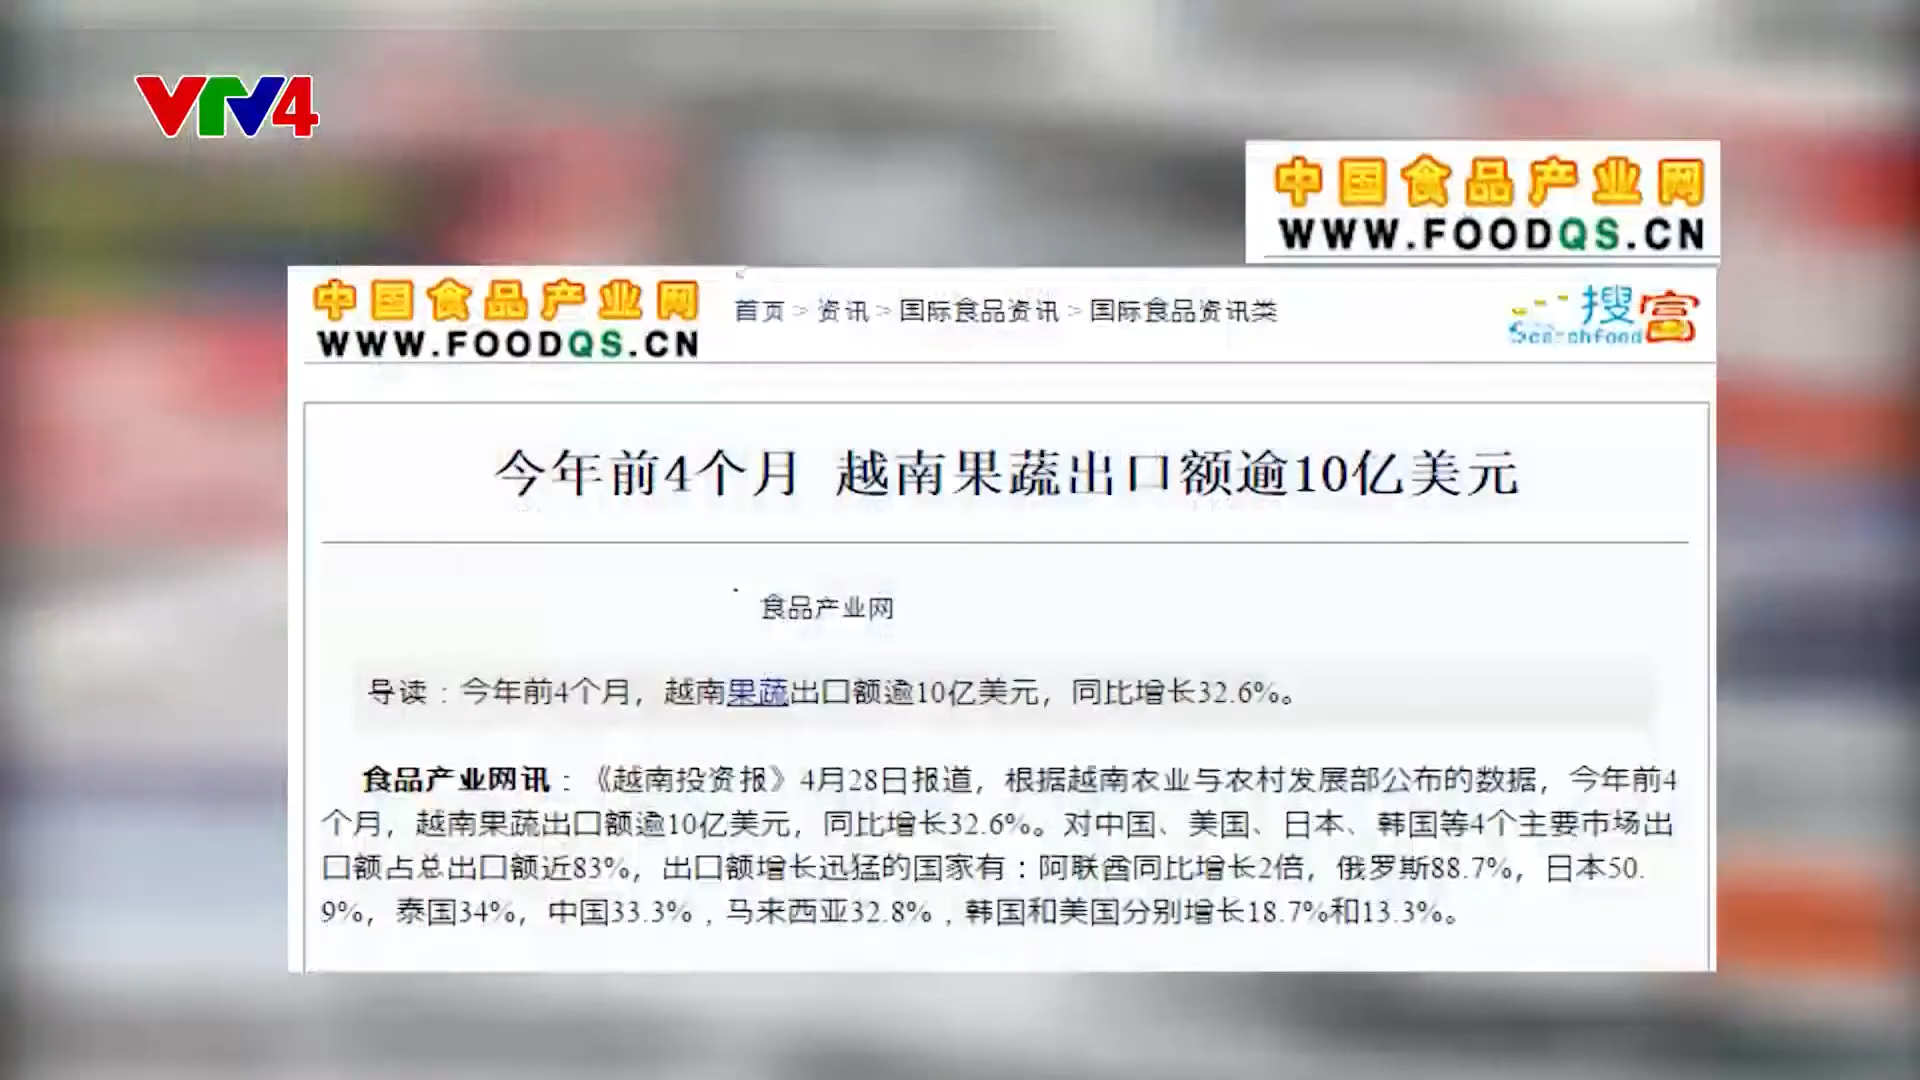 VTV4
中国食品产业网
WWW.FOODQS.CN
中国食品产业网
WWW.FOODQS.CN
首页 > 资讯 > 国际食品资讯 > 国际食品资讯类
搜富
Searchfood
今年前4个月 越南果蔬出口额逾10亿美元
食品产业网
导读：今年前4个月，越南果蔬出口额逾10亿美元，同比增长32.6%。
食品产业网讯：《越南投资报》4月28日报道，根据越南农业与农村发展部公布的数据，今年前4
个月，越南果蔬出口额逾10亿美元，同比增长32.6%。对中国、美国、日本、韩国等4个主要市场出
口额占总出口额近83%，出口额增长迅猛的国家有：阿联酋同比增长2倍，俄罗斯88.7%，日本50.
9%，泰国34%，中国33.3%，马来西亚32.8%，韩国和美国分别增长18.7%和13.3%。